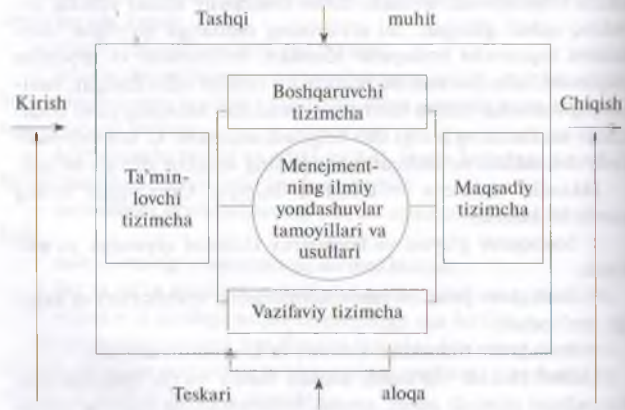 Tashqi muhit
Boshqaruvchi
tizimcha
Kirish
Chiqish
Ta'min-
lovchi
tizimcha
Menejment-
ning ilmiy
yondashuvlar
tamoyillari va
usullari
Maqsadiy
tizimcha
Vazifaviy tizimcha
Teskari aloqa